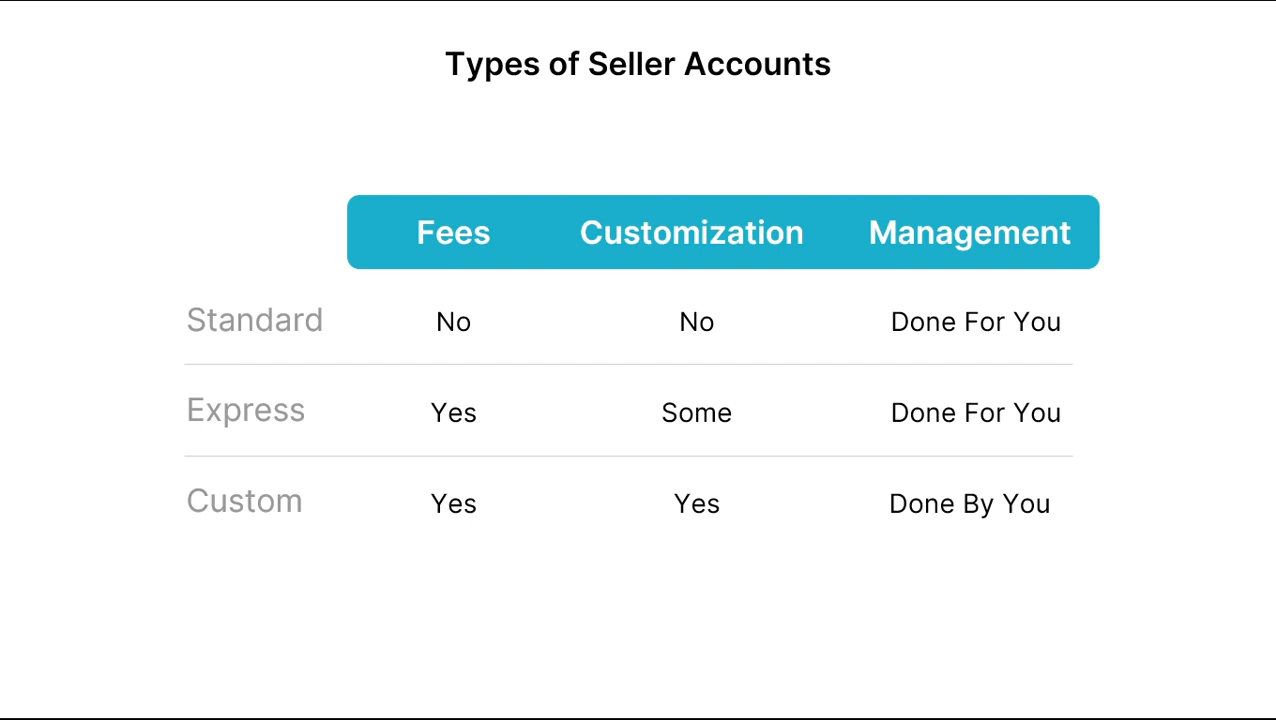 Types of Seller Accounts
Fees Customization Management
Standard No No Done For You
Express Yes Some Done For You
Custom Yes Yes Done By You